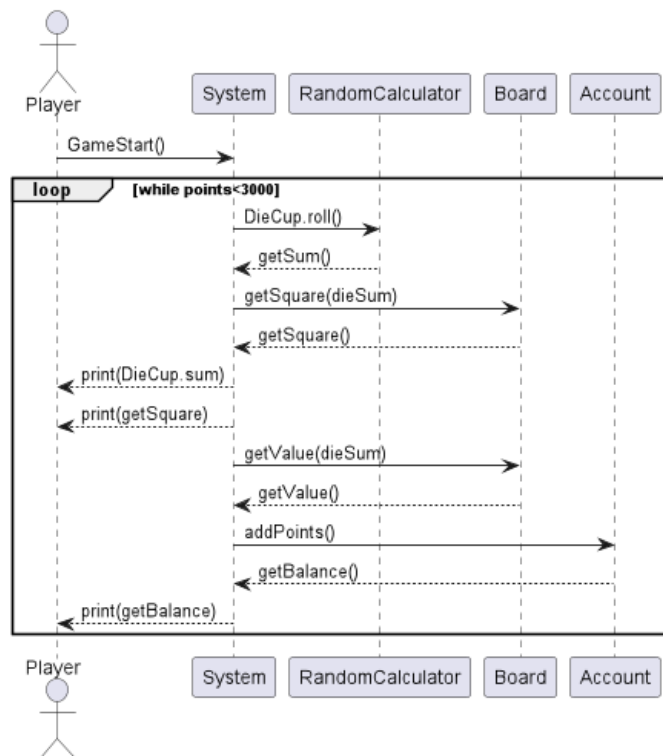 Player
System
RandomCalculator
Board
Account
GameStart()
loop
[while points<3000]
DieCup.roll()
getSum()
getSquare(dieSum)
getSquare()
print(DieCup.sum)
print(getSquare)
getValue(dieSum)
getValue()
addPoints()
getBalance()
print(getBalance)
Player
System
RandomCalculator
Board
Account